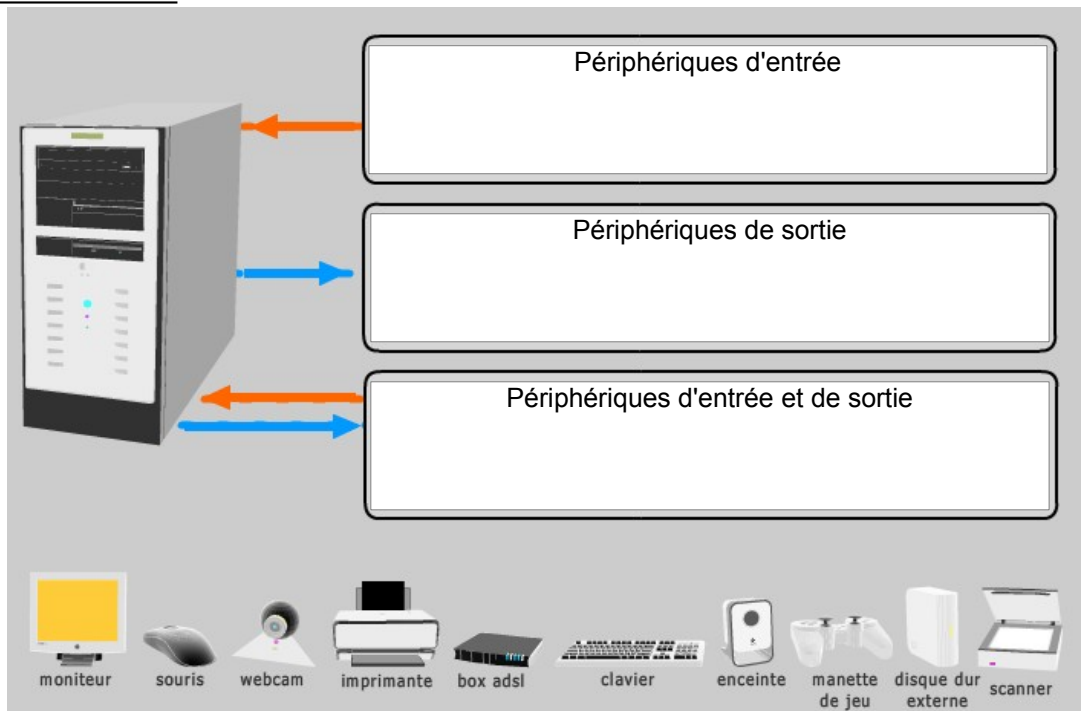 Périphériques d'entrée
Périphériques de sortie
Périphériques d'entrée et de sortie
moniteur
souris
webcam
imprimante
box adsl
clavier
enceinte
manette
de jeu
disque dur
externe
scanner